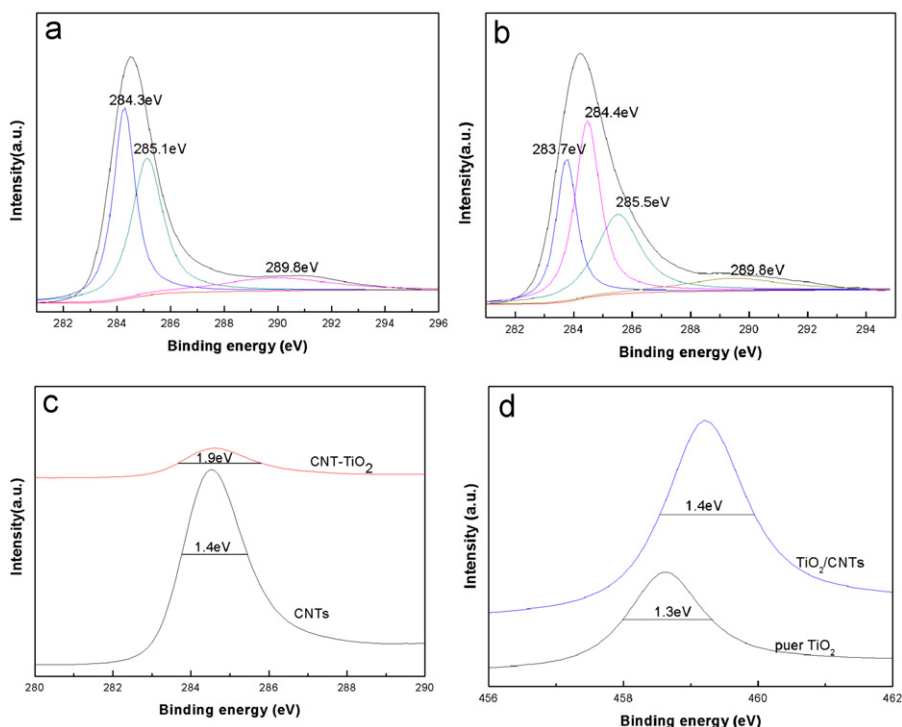 a
Intensity(a.u.)
284.3eV
285.1eV
289.8eV
282 284 286 288 290 292 294 296
Binding energy (eV)
b
Intensity(a.u.)
283.7eV
284.4eV
285.5eV
289.8eV
282 284 286 288 290 292 294
Binding energy (eV)
c
Intensity(a.u.)
1.9eV
CNT-TiO2
1.4eV
CNTs
280 282 284 286 288 290
Binding energy (eV)
d
Intensity (a.u.)
1.4eV
TiO2/CNTs
1.3eV
puer TiO2
456 458 460 462
Binding energy (eV)